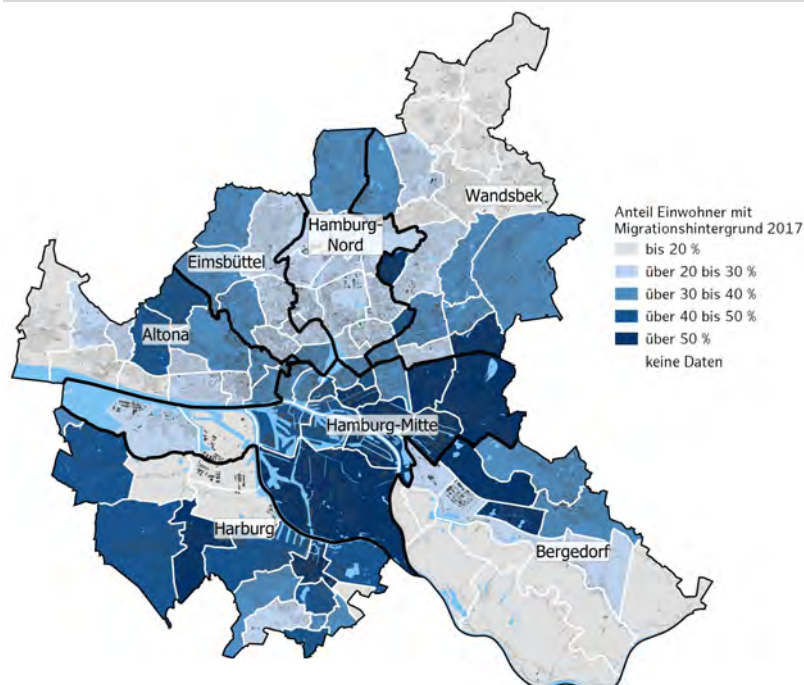 Wandsbek
Hamburg-
Nord
Eimsbüttel
Altona
Hamburg-Mitte
Harburg
Bergedorf
Anteil Einwohner mit
Migrationshintergrund 2017
bis 20 %
über 20 bis 30 %
über 30 bis 40 %
über 40 bis 50 %
über 50 %
keine Daten